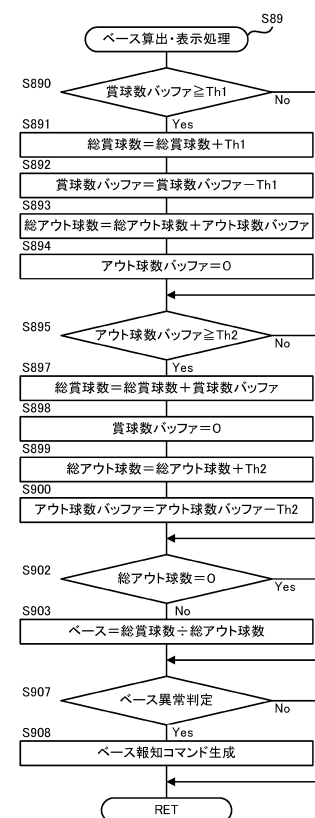 S89
ベース算出・表示処理
S890
賞球数バッファ≧Th1
No
Yes
S891
総賞球数=総賞球数+Th1
S892
賞球数バッファ=賞球数バッファ-Th1
S893
総アウト球数=総アウト球数+アウト球数バッファ
S894
アウト球数バッファ=0
S895
アウト球数バッファ≧Th2
No
Yes
S897
総賞球数=総賞球数+賞球数バッファ
S898
賞球数バッファ=0
S899
総アウト球数=総アウト球数+Th2
S900
アウト球数バッファ=アウト球数バッファ-Th2
S902
総アウト球数=0
Yes
No
S903
ベース=総賞球数÷総アウト球数
S907
ベース異常判定
No
Yes
S908
ベース報知コマンド生成
RET